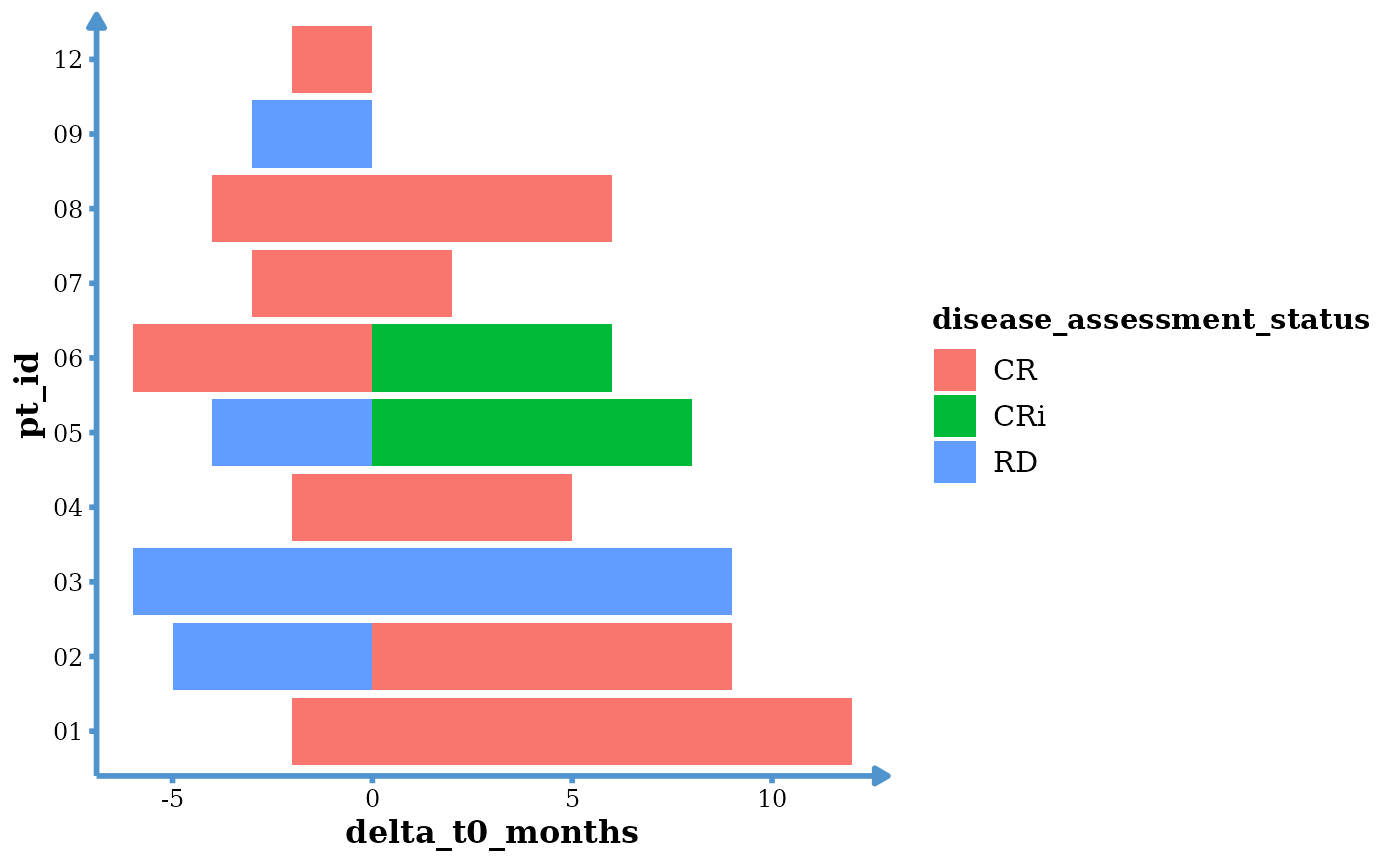 12
09
08
07
06
05
04
03
02
01
pt_id
-5 0 5 10
delta_t0_months
disease_assessment_status
CR
CRi
RD